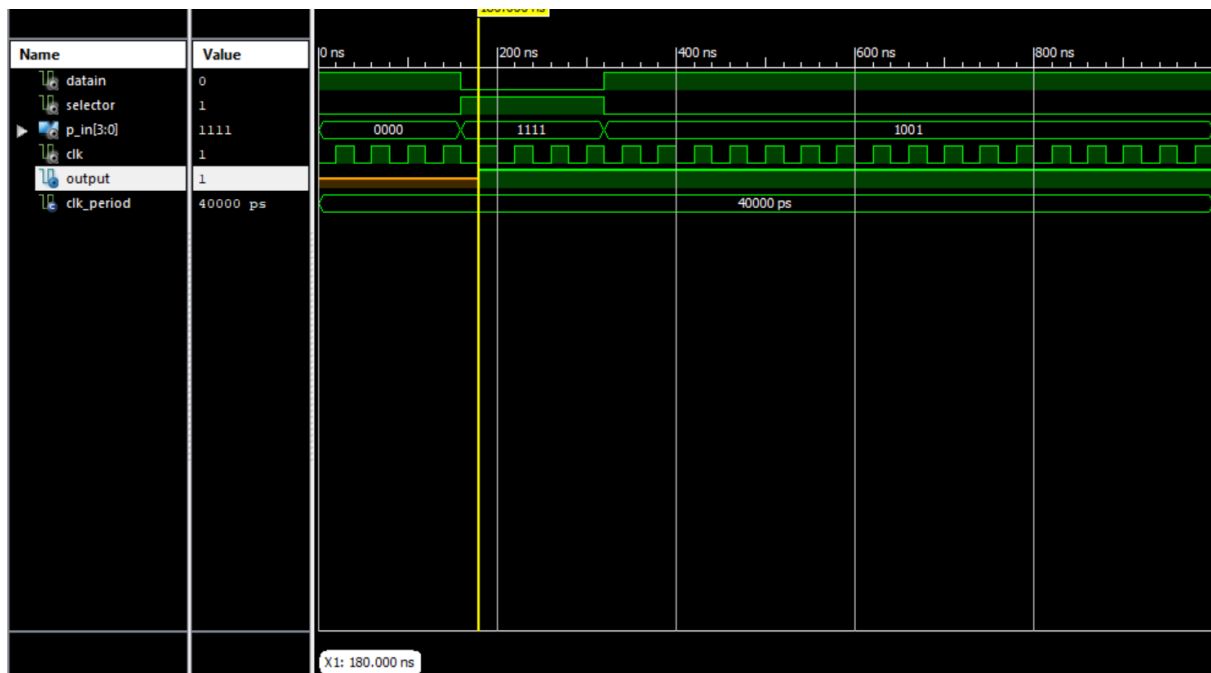 Name Value 0 ns 200 ns 400 ns 600 ns 800 ns
datain 0
selector 1
p_in[3:0] 1111 0000 1111 1001
clk 1
output 1
clk_period 40000 ps 40000 ps
X1: 180.000 ns